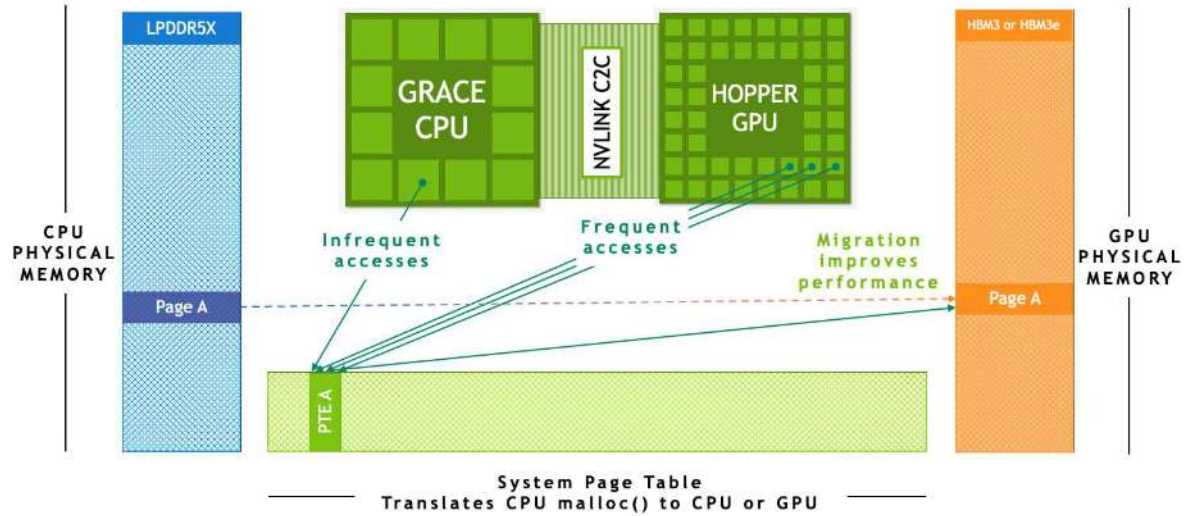 LPDDR5X
GRACE
CPU
NVLINK C2C
HOPPER
GPU
HBM3 or HBM3e
CPU
PHYSICAL
MEMORY
Infrequent
accesses
Frequent
accesses
Migration
improves
performance
GPU
PHYSICAL
MEMORY
Page A
Page A
PTE A
System Page Table
Translates CPU malloc() to CPU or GPU